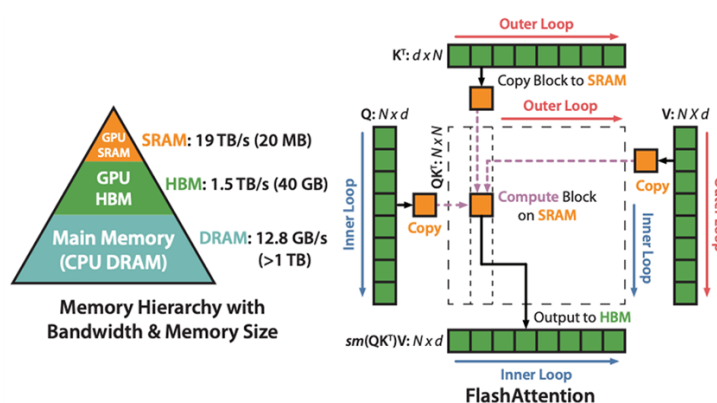 GPU
SRAM
SRAM: 19 TB/s (20 MB)
GPU
HBM
HBM: 1.5 TB/s (40 GB)
Main Memory
(CPU DRAM)
DRAM: 12.8 GB/s
(>1 TB)
Memory Hierarchy with
Bandwidth & Memory Size
Outer Loop
Kᵀ: d x N
Copy Block to SRAM
Outer Loop
Q: N x d
V: N X d
QKᵀ: N x N
Copy
Compute Block
on SRAM
Copy
Inner Loop
Inner Loop
Outer Loop
Output to HBM
sm(QKᵀ)V: N x d
Inner Loop
FlashAttention